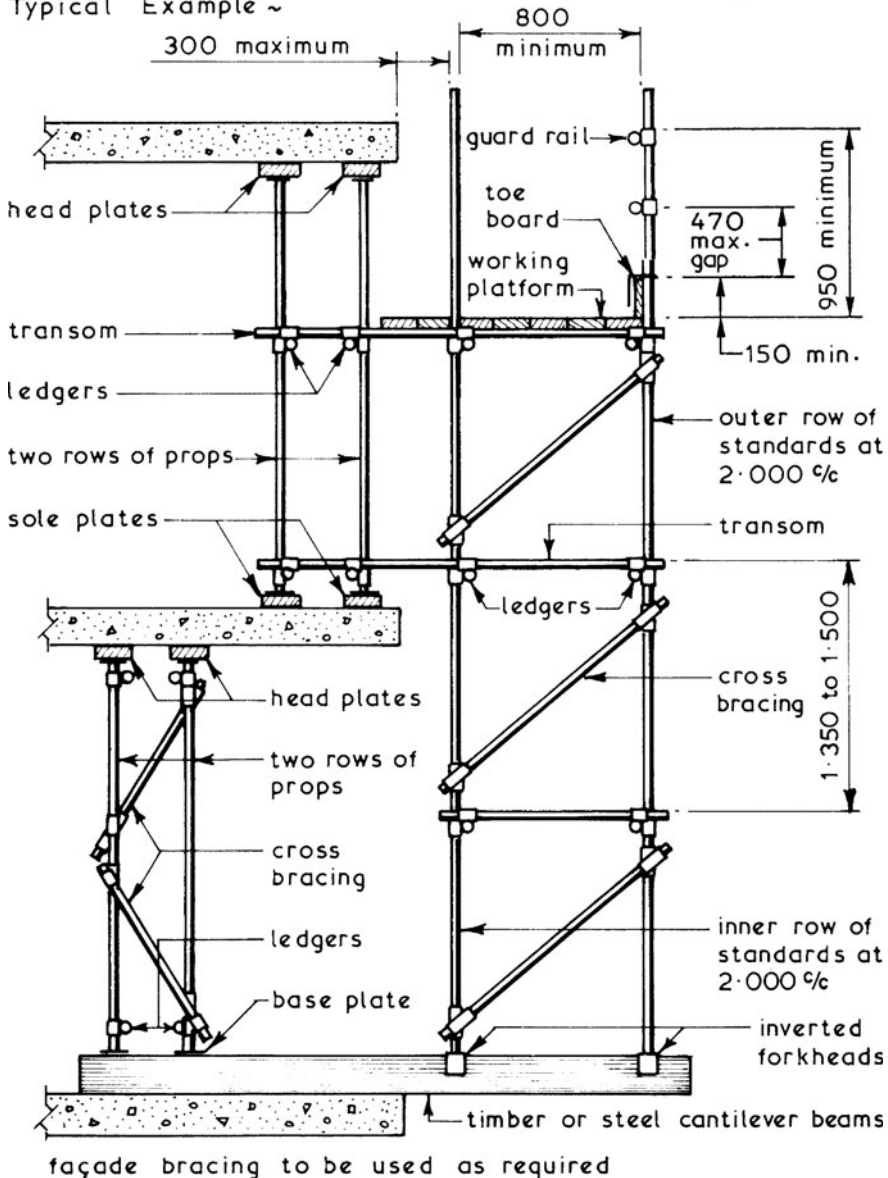 Typical Example ~
800
300 maximum
minimum
guard rail
head plates
toe
board
470
max.
gap
950 minimum
working
platform
transom
150 min.
ledgers
outer row of
standards at
2·000 c/c
two rows of props
sole plates
transom
ledgers
head plates
cross
bracing
1·350 to 1·500
two rows of
props
cross
bracing
ledgers
inner row of
standards at
2·000 c/c
base plate
inverted
forkheads
timber or steel cantilever beams
façade bracing to be used as required